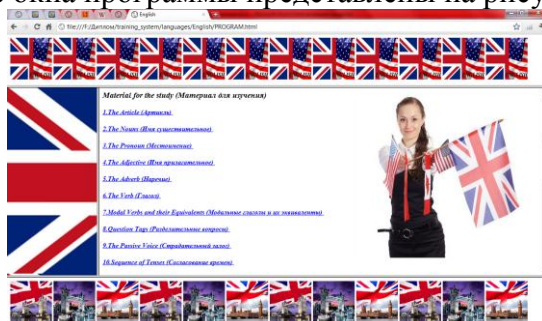 окна программы представлены на рису
English
file:///F:/Диплом/training_system/languages/English/PROGRAM.html
Material for the study (Материал для изучения)
1.The Article (Артикль)
2.The Nouns (Имя существительное)
3.The Pronoun (Местоимение)
4.The Adjective (Имя прилагательное)
5.The Adverb (Наречие)
6.The Verb (Глагол)
7.Modal Verbs and their Equivalents (Модальные глаголы и их эквиваленты)
8.Question Tags (Разделительные вопросы)
9.The Passive Voice (Страдательный залог)
10.Sequence of Tenses (Согласование времен)